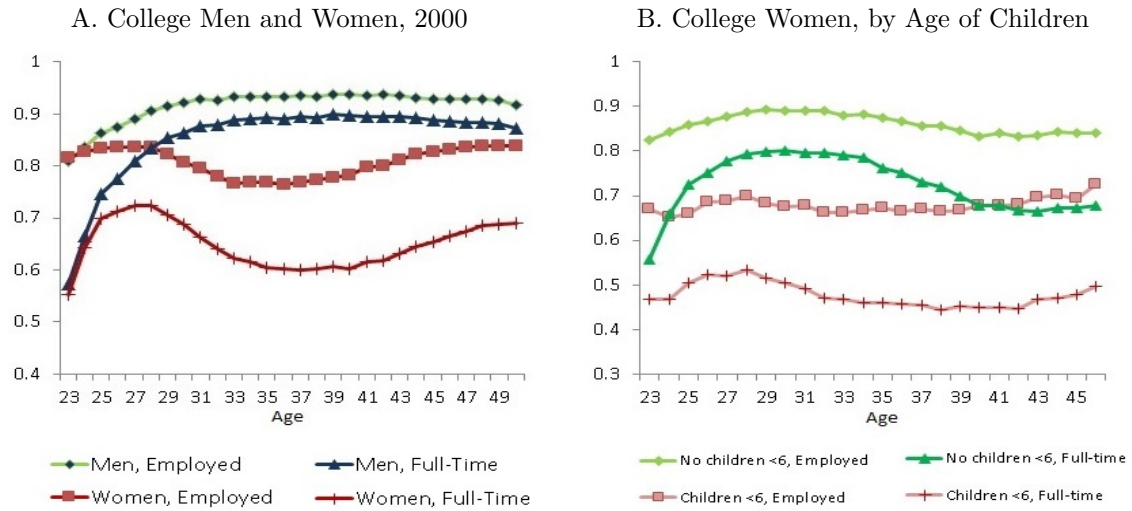 A. College Men and Women, 2000
1
0.9
0.8
0.7
0.6
0.5
0.4
23 25 27 29 31 33 35 37 39 41 43 45 47 49
Age
Men, Employed
Men, Full-Time
Women, Employed
Women, Full-Time
B. College Women, by Age of Children
1
0.9
0.8
0.7
0.6
0.5
0.4
0.3
23 25 27 29 31 33 35 37 39 41 43 45
Age
No children <6, Employed
No children <6, Full-time
Children <6, Employed
Children <6, Full-time